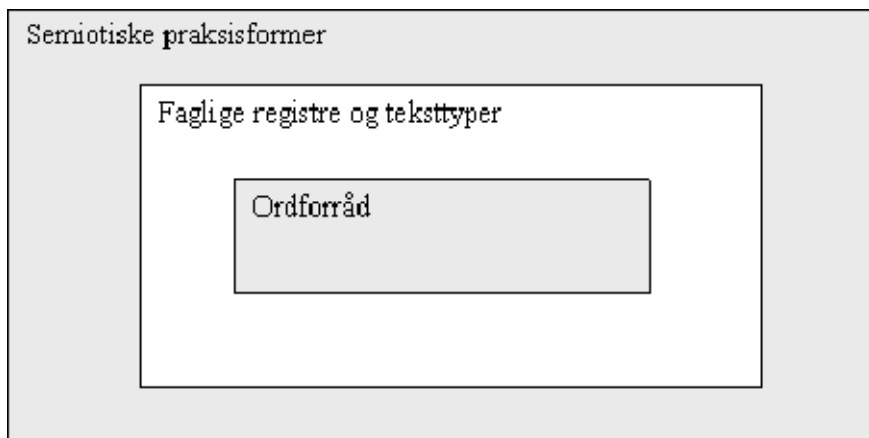 Semiotiske praksisformer
Faglige registre og teksttyper
Ordforråd